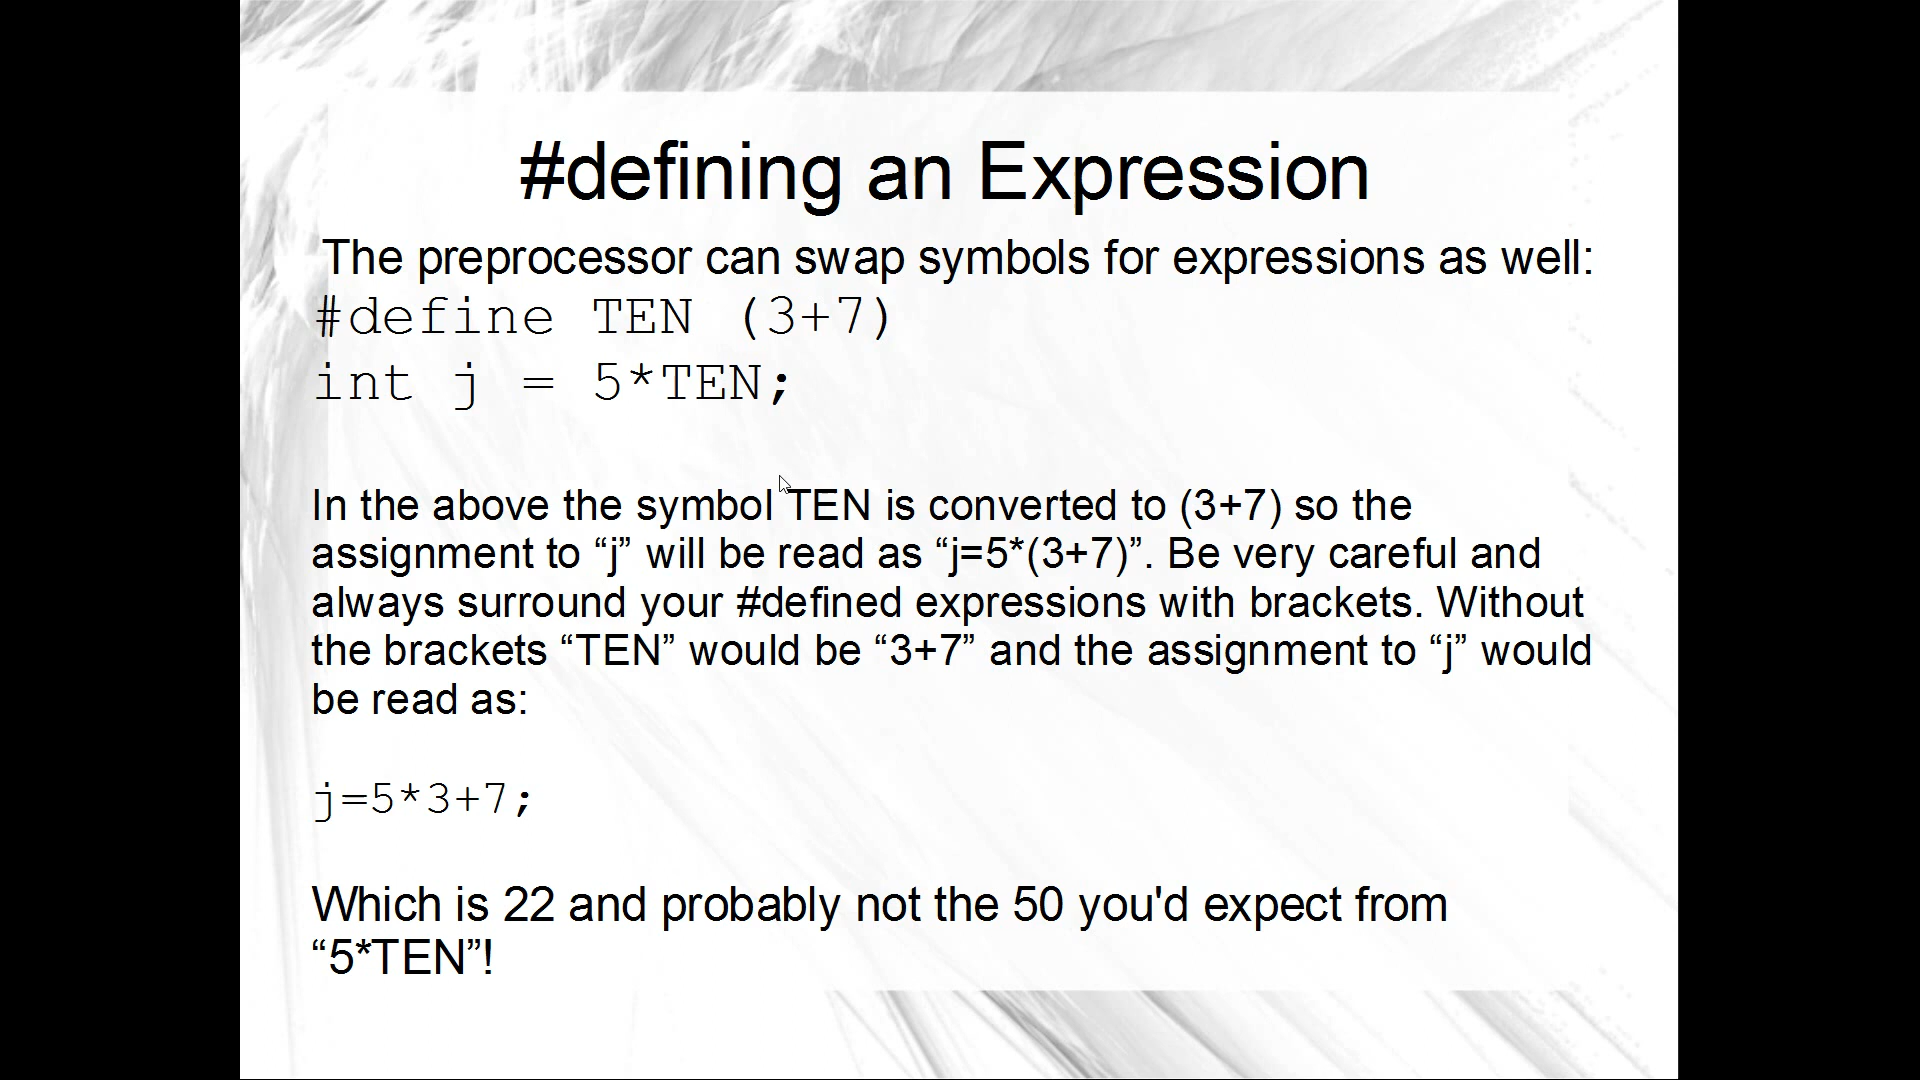 #defining an Expression
The preprocessor can swap symbols for expressions as well:
#define TEN (3+7)
int j = 5*TEN;
In the above the symbol TEN is converted to (3+7) so the
assignment to “j” will be read as “j=5*(3+7)”. Be very careful and
always surround your #defined expressions with brackets. Without
the brackets “TEN” would be “3+7” and the assignment to “j” would
be read as:
j=5*3+7;
Which is 22 and probably not the 50 you'd expect from
“5*TEN”!